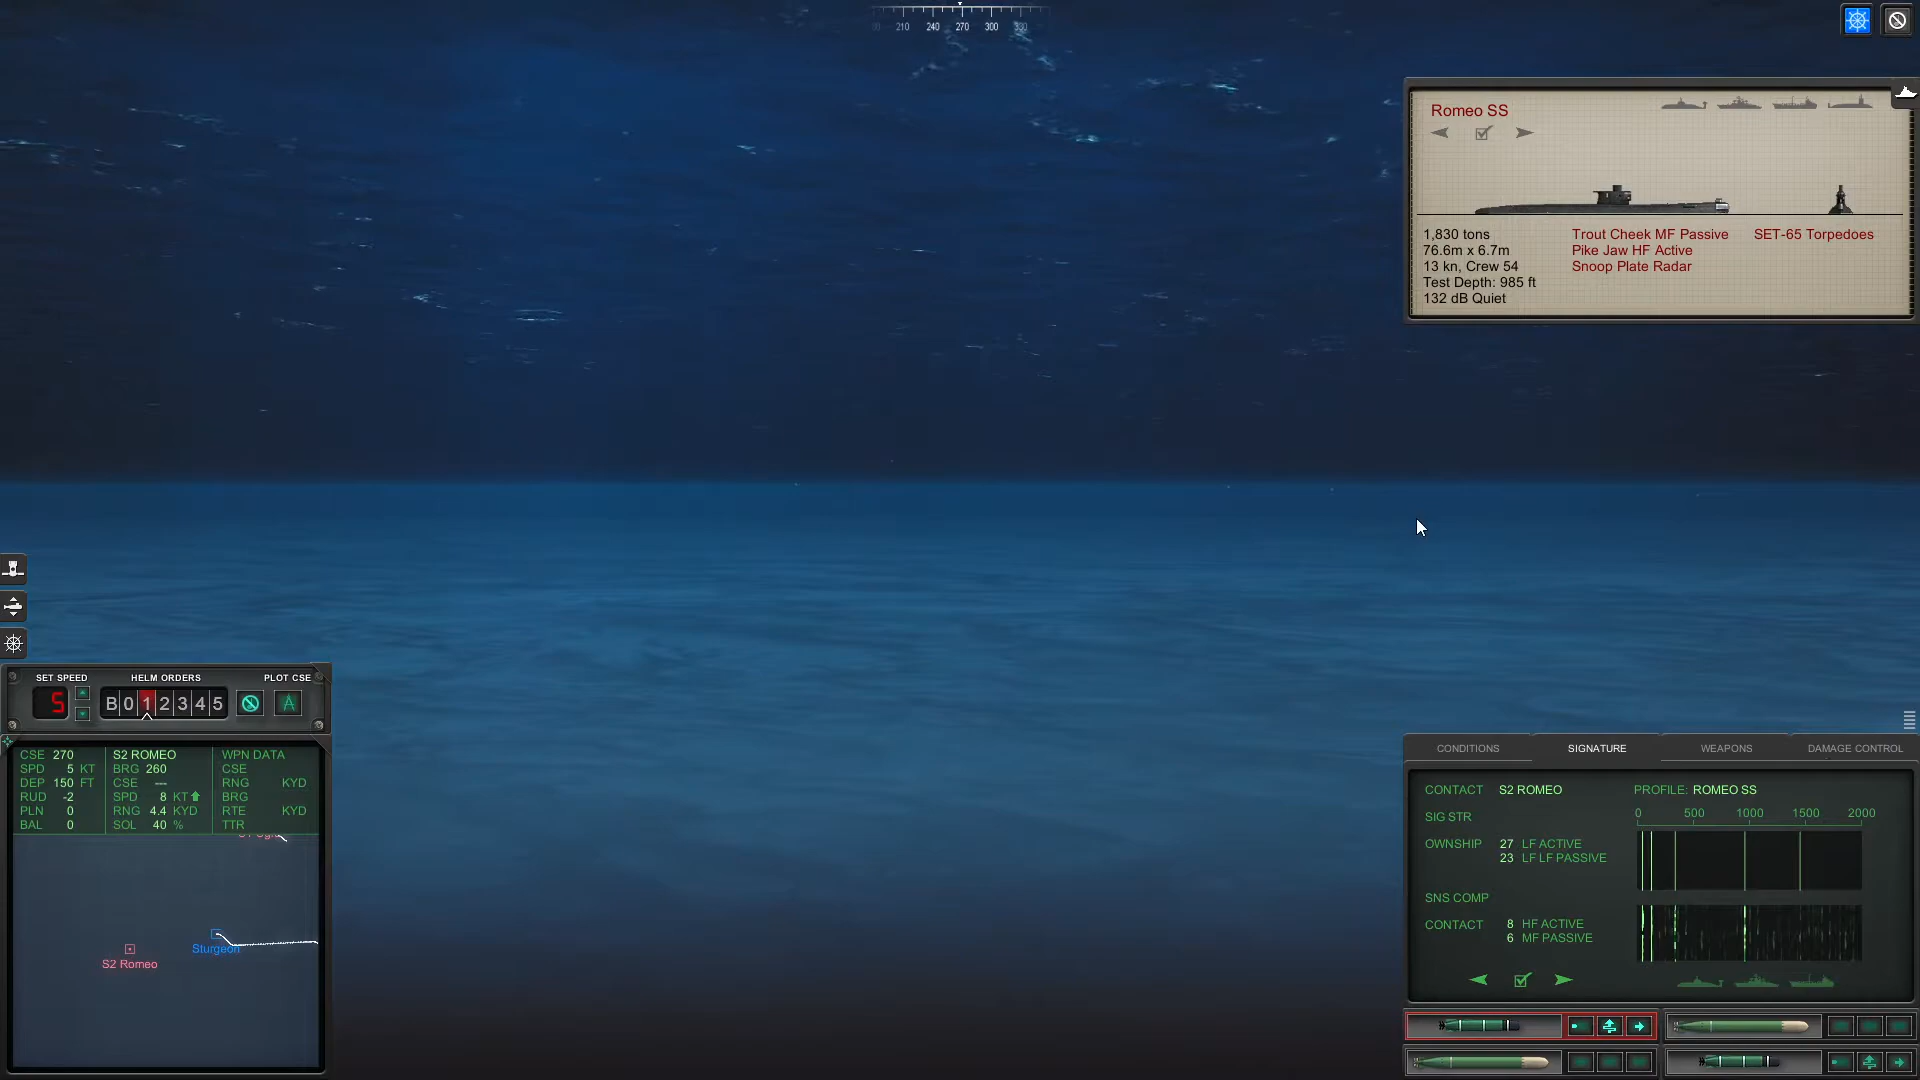 210 240 270 300 330
Romeo SS
1,830 tons
76.6m x 6.7m
13 kn, Crew 54
Test Depth: 985 ft
132 dB Quiet
Trout Cheek MF Passive
Pike Jaw HF Active
Snoop Plate Radar
SET-65 Torpedoes
SET SPEED
5
HELM ORDERS
B 0 1 2 3 4 5
PLOT CSE
A
CSE 270
SPD 5 KT
DEP 150 FT
RUD -2
PLN 0
BAL 0
S2 ROMEO
BRG 260
CSE ---
SPD 8 KT
RNG 4.4 KYD
SOL 40 %
WPN DATA
CSE
RNG KYD
BRG
RTE KYD
TTR
Sturgeon
S2 Romeo
CONDITIONS
SIGNATURE
WEAPONS
DAMAGE CONTROL
CONTACT S2 ROMEO
PROFILE: ROMEO SS
SIG STR
0 500 1000 1500 2000
OWNSHIP 27 LF ACTIVE
23 LF LF PASSIVE
SNS COMP
CONTACT 8 HF ACTIVE
6 MF PASSIVE